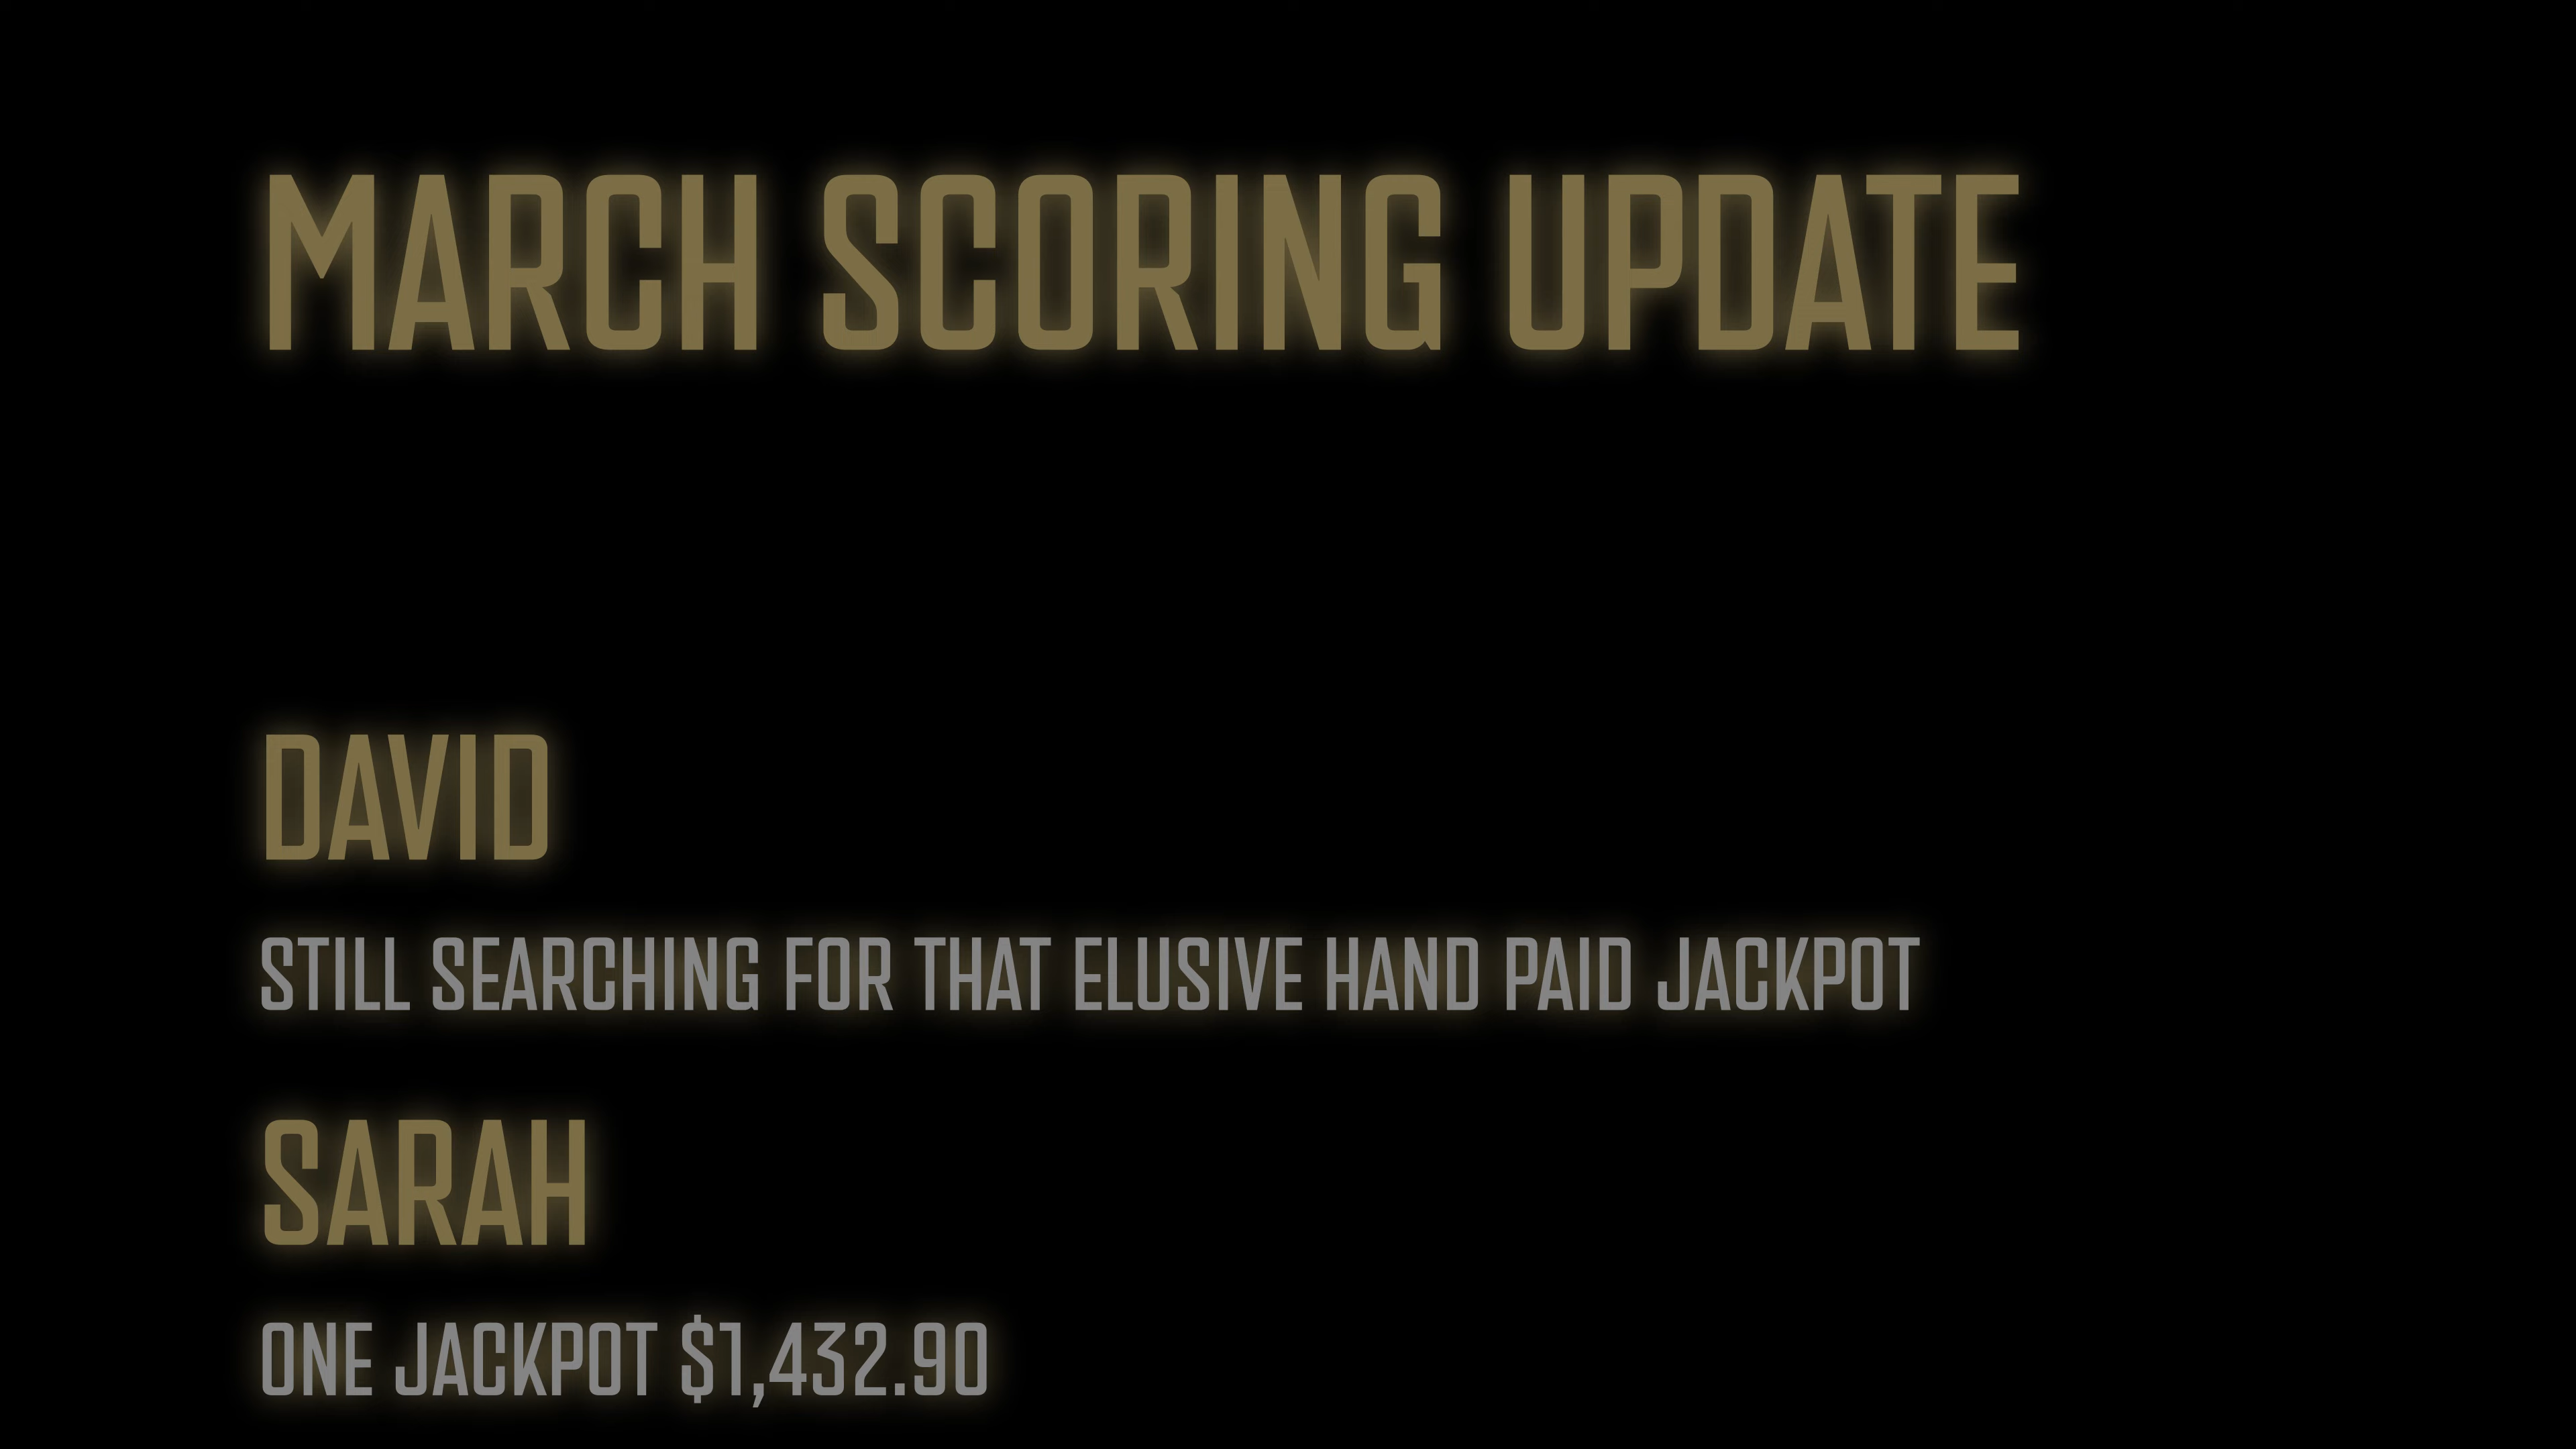 MARCH SCORING UPDATE
DAVID
STILL SEARCHING FOR THAT ELUSIVE HAND PAID JACKPOT
SARAH
ONE JACKPOT $1,432.90